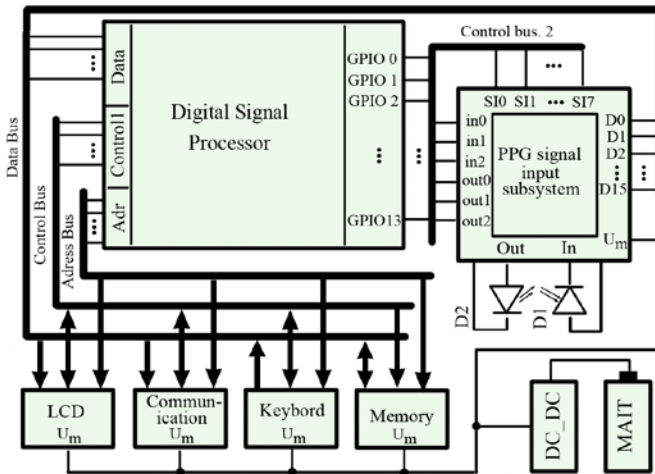 Data Bus
Control Bus
Adress Bus
Data
Control1
Adr
Digital Signal
Processor
GPIO 0
GPIO 1
GPIO 2
GPIO13
Control bus. 2
SI0 SI1 SI7
in0
in1
in2
out0
out1
out2
PPG signal
input
subsystem
D0
D1
D2
D15
Um
Out In
D2
D1
LCD
Um
Commun-
ication
Um
Keybord
Um
Memory
Um
DC_DC
MAIT